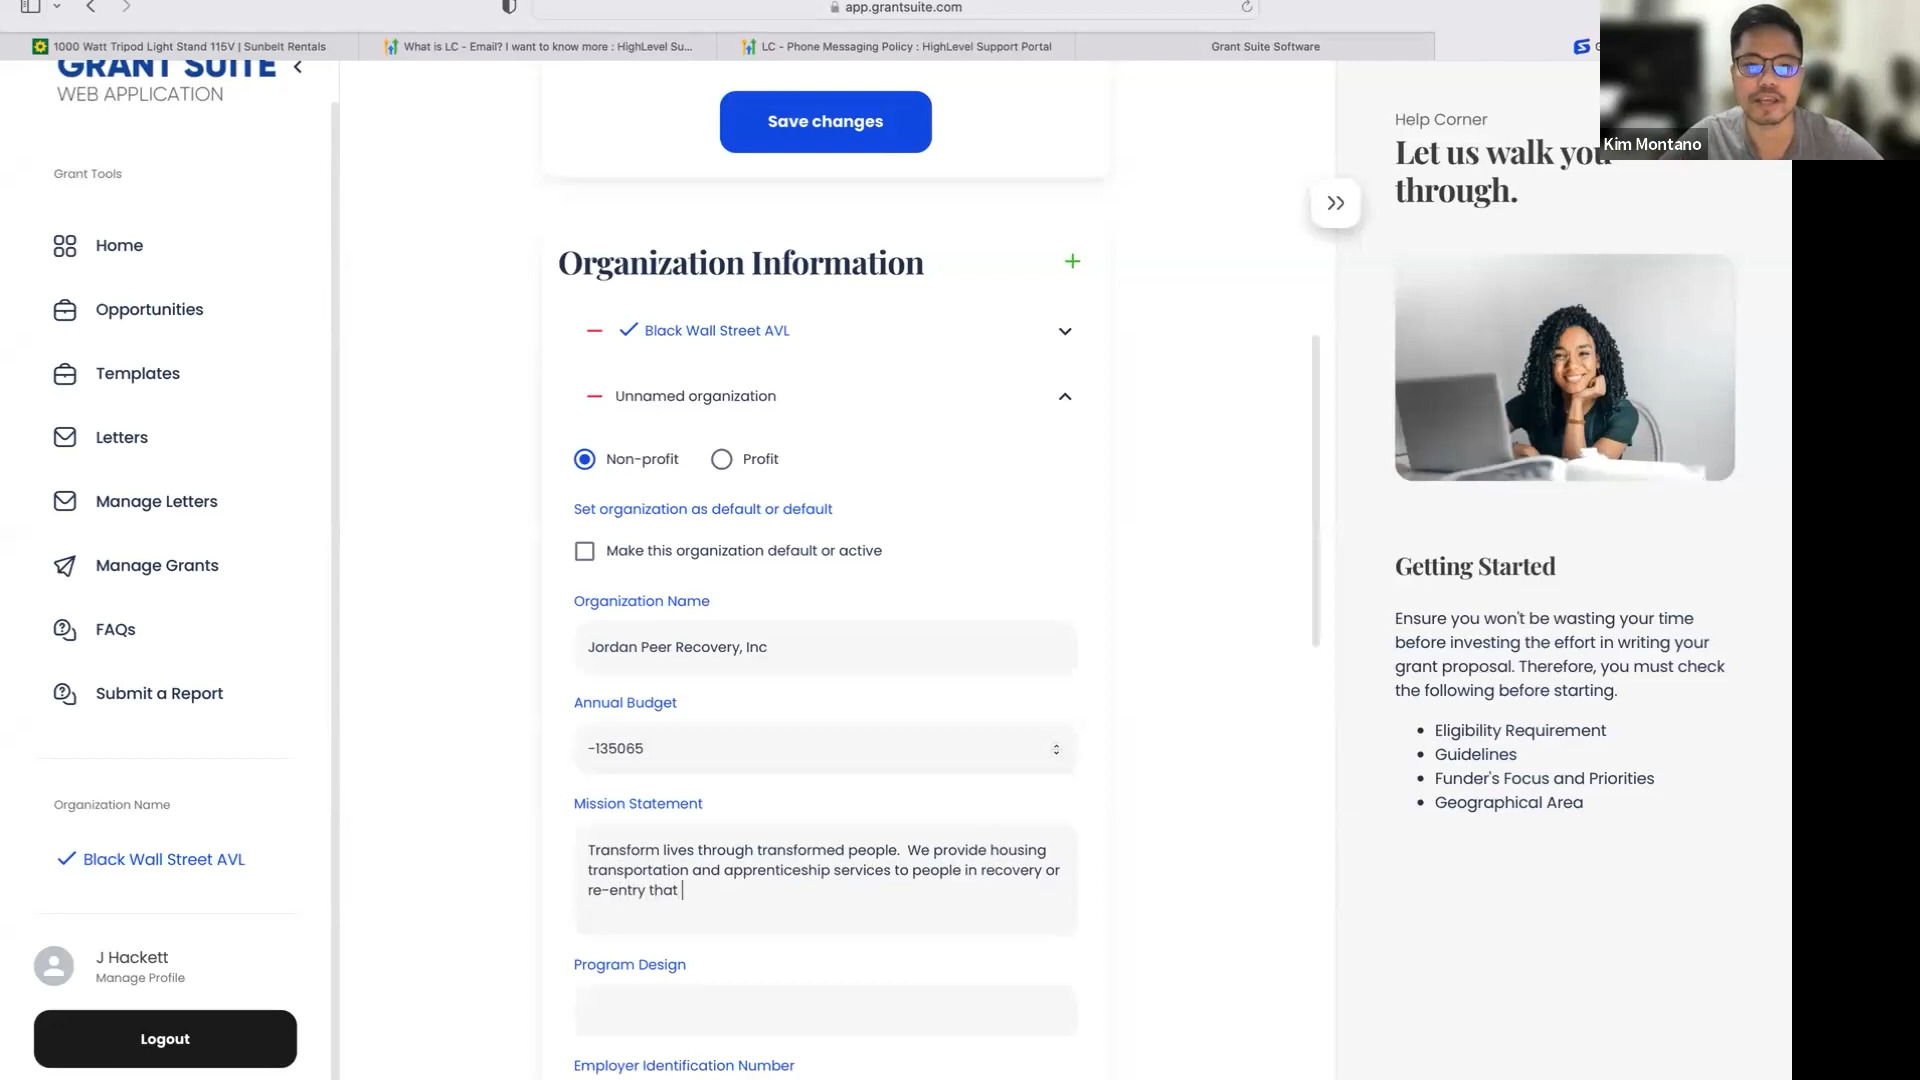 app.grantsuite.com
1000 Watt Tripod Light Stand 115V | Sunbelt Rentals
What is LC - Email? I want to know more : HighLevel Su...
LC - Phone Messaging Policy : HighLevel Support Portal
Grant Suite Software
GRANT SUITE
WEB APPLICATION
Grant Tools
Home
Opportunities
Templates
Letters
Manage Letters
Manage Grants
FAQs
Submit a Report
Organization Name
Black Wall Street AVL
J Hackett
Manage Profile
Logout
Save changes
Organization Information
Black Wall Street AVL
Unnamed organization
Non-profit
Profit
Set organization as default or default
Make this organization default or active
Organization Name
Jordan Peer Recovery, Inc
Annual Budget
-135065
Mission Statement
Transform lives through transformed people. We provide housing
transportation and apprenticeship services to people in recovery or
re-entry that
Program Design
Employer Identification Number
Help Corner
Let us walk you
through.
Getting Started
Ensure you won't be wasting your time
before investing the effort in writing your
grant proposal. Therefore, you must check
the following before starting.
Eligibility Requirement
Guidelines
Funder's Focus and Priorities
Geographical Area
Kim Montano